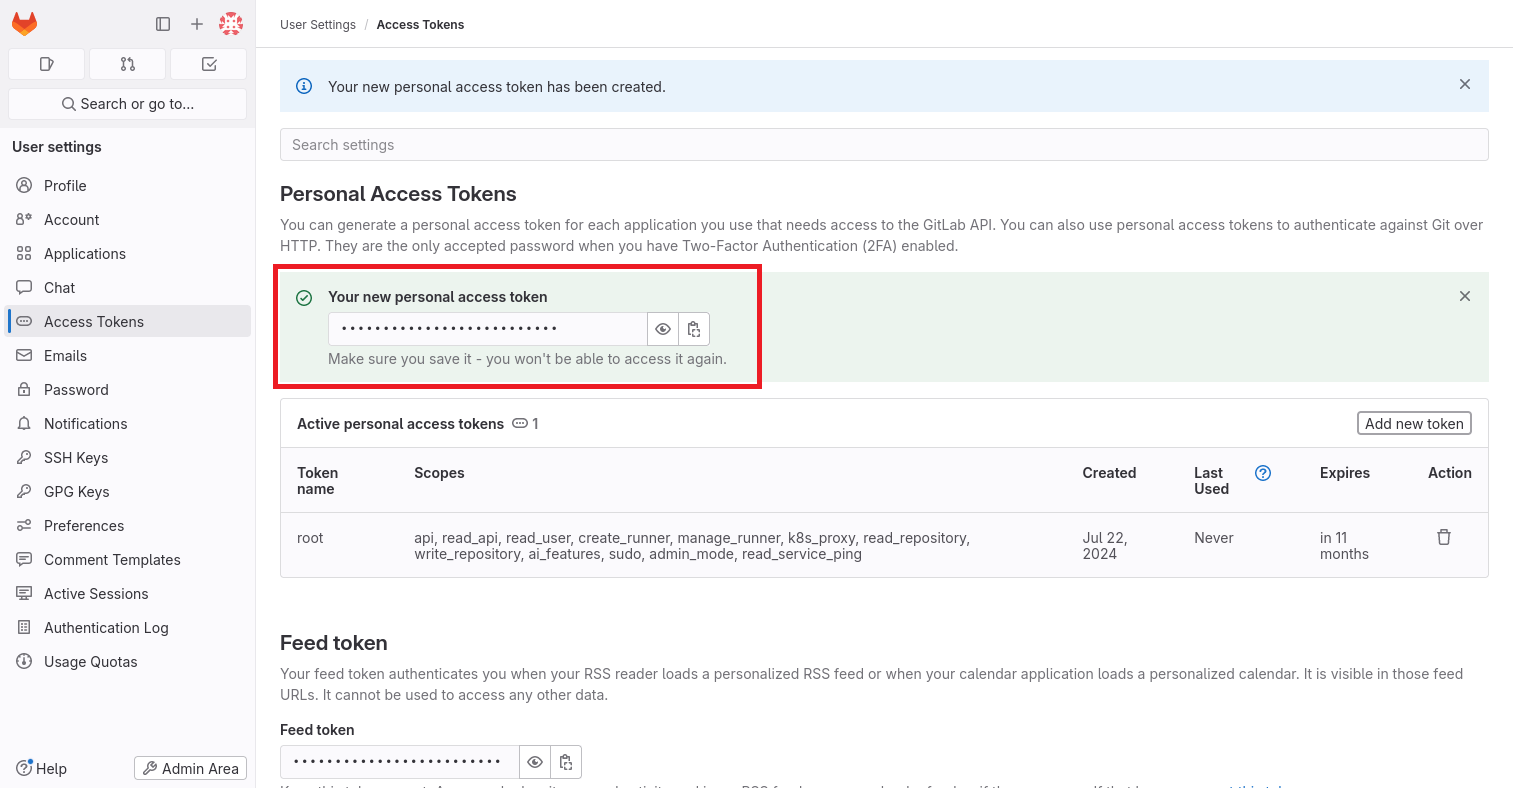 User Settings / Access Tokens
Search or go to...
User settings
Profile
Account
Applications
Chat
Access Tokens
Emails
Password
Notifications
SSH Keys
GPG Keys
Preferences
Comment Templates
Active Sessions
Authentication Log
Usage Quotas
Help
Admin Area
Your new personal access token has been created.
Search settings
Personal Access Tokens
You can generate a personal access token for each application you use that needs access to the GitLab API. You can also use personal access tokens to authenticate against Git over
HTTP. They are the only accepted password when you have Two-Factor Authentication (2FA) enabled.
Your new personal access token
Make sure you save it - you won't be able to access it again.
Active personal access tokens 1
Add new token
Token name
Scopes
Created
Last Used
Expires
Action
root
api, read_api, read_user, create_runner, manage_runner, k8s_proxy, read_repository,
write_repository, ai_features, sudo, admin_mode, read_service_ping
Jul 22,
2024
Never
in 11
months
Feed token
Your feed token authenticates you when your RSS reader loads a personalized RSS feed or when your calendar application loads a personalized calendar. It is visible in those feed
URLs. It cannot be used to access any other data.
Feed token